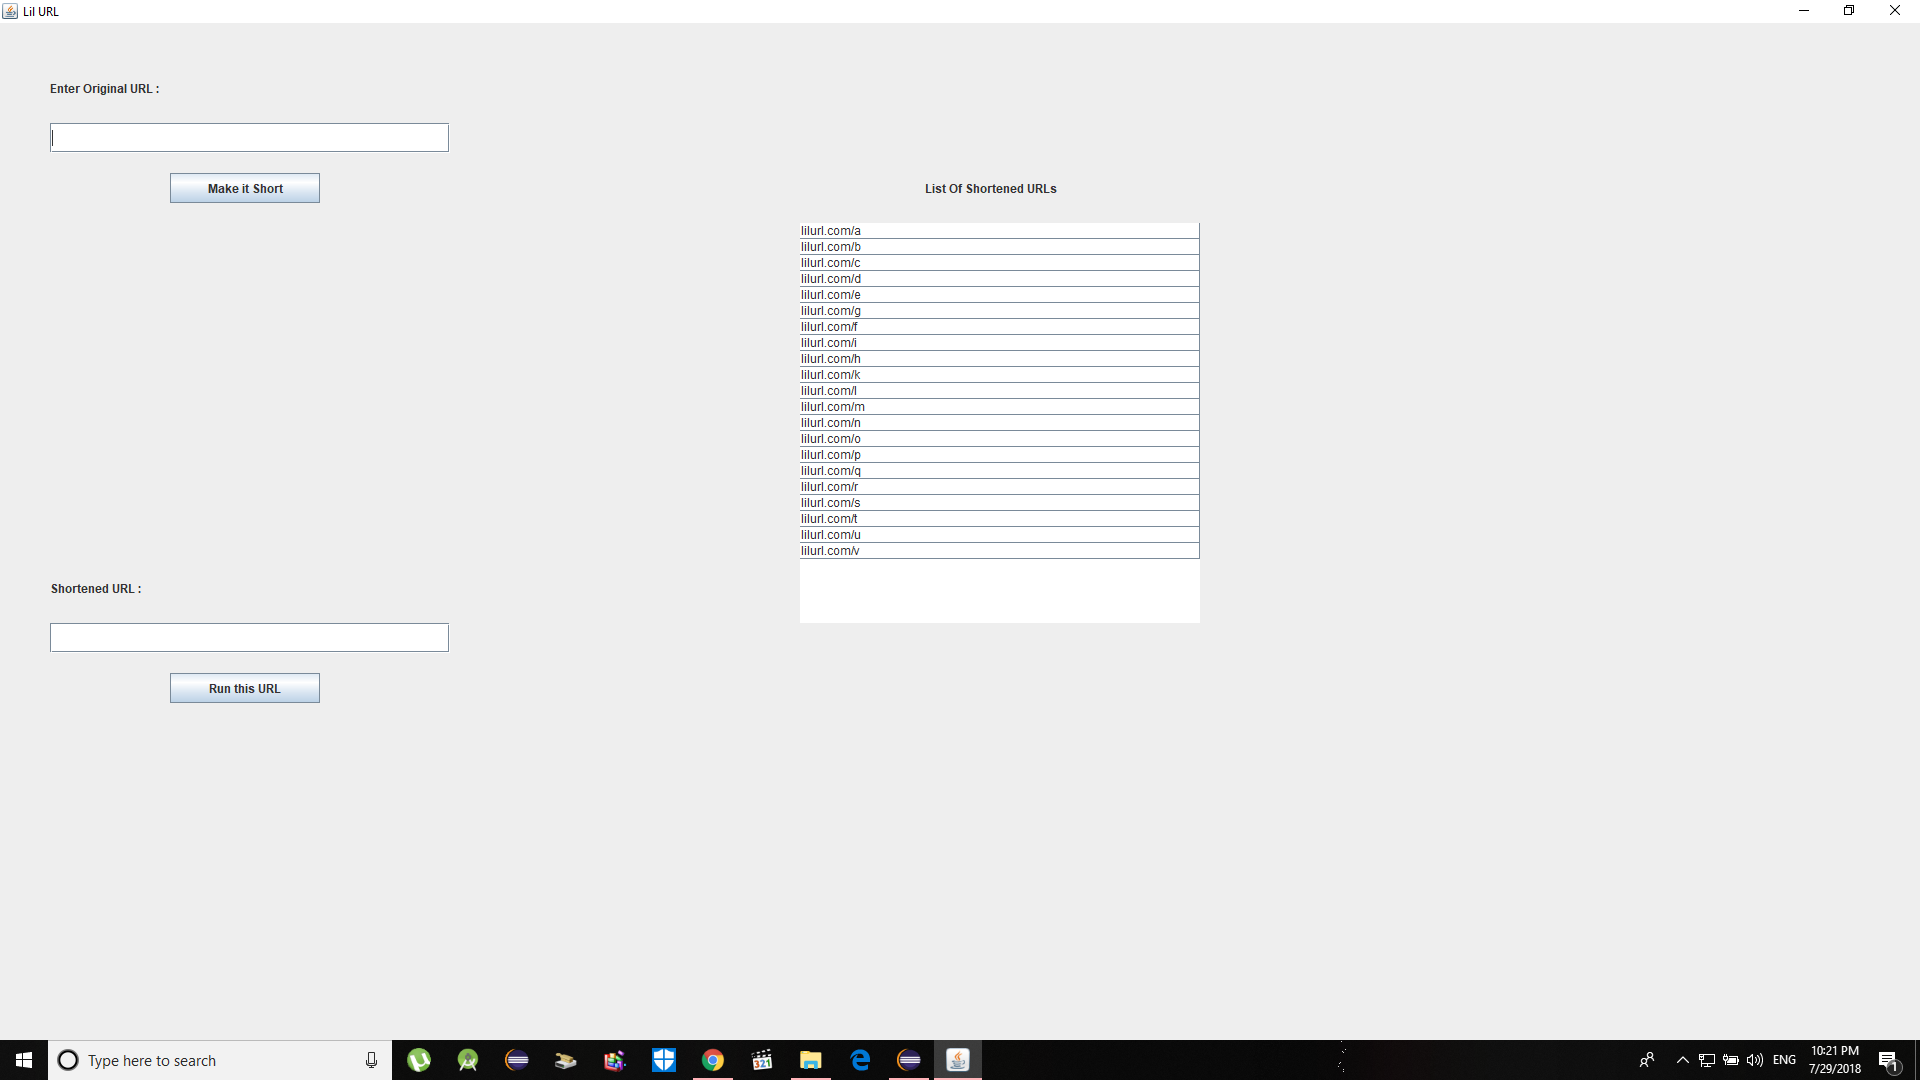 Lil URL
Enter Original URL :
Make it Short
List Of Shortened URLs
lilurl.com/a
lilurl.com/b
lilurl.com/c
lilurl.com/d
lilurl.com/e
lilurl.com/g
lilurl.com/f
lilurl.com/i
lilurl.com/h
lilurl.com/k
lilurl.com/l
lilurl.com/m
lilurl.com/n
lilurl.com/o
lilurl.com/p
lilurl.com/q
lilurl.com/r
lilurl.com/s
lilurl.com/t
lilurl.com/u
lilurl.com/v
Shortened URL :
Run this URL
Type here to search
321
ENG
10:21 PM
7/29/2018
1